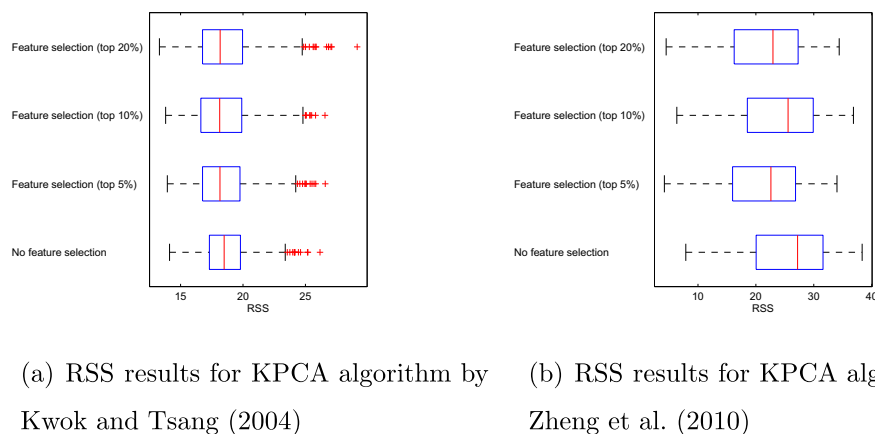 Feature selection (top 20%)
Feature selection (top 10%)
Feature selection (top 5%)
No feature selection
15 20 25
RSS
Feature selection (top 20%)
Feature selection (top 10%)
Feature selection (top 5%)
No feature selection
10 20 30 40
RSS
(a) RSS results for KPCA algorithm by
Kwok and Tsang (2004)
(b) RSS results for KPCA alg
Zheng et al. (2010)